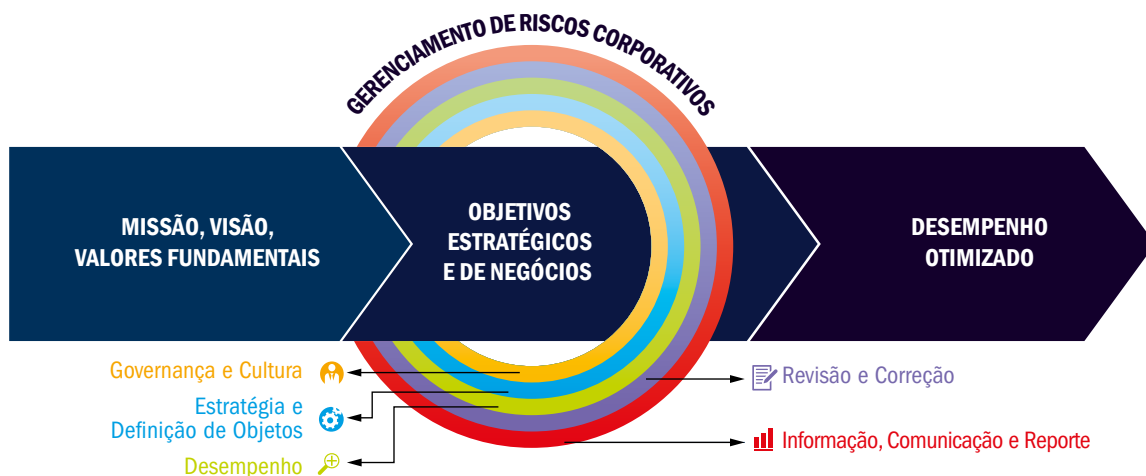 GERENCIAMENTO DE RISCOS CORPORATIVOS
MISSÃO, VISÃO,
VALORES FUNDAMENTAIS
OBJETIVOS
ESTRATÉGICOS
E DE NEGÓCIOS
DESEMPENHO
OTIMIZADO
Governança e Cultura
Estratégia e
Definição de Objetos
Desempenho
Revisão e Correção
Informação, Comunicação e Reporte